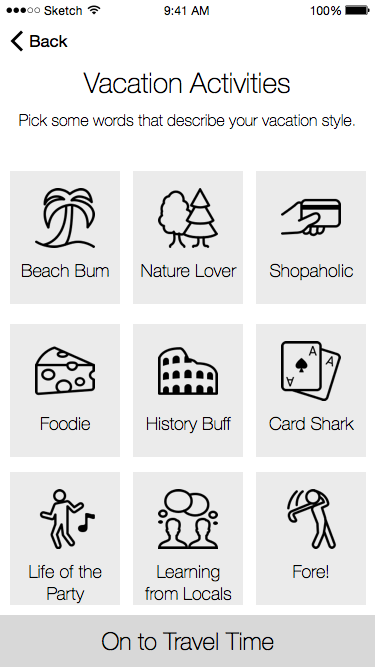 Sketch 9:41 AM 100%
Back
Vacation Activities
Pick some words that describe your vacation style.
Beach Bum
Nature Lover
Shopaholic
Foodie
History Buff
A
A
A
Card Shark
Life of the
Party
Learning
from Locals
Fore!
On to Travel Time